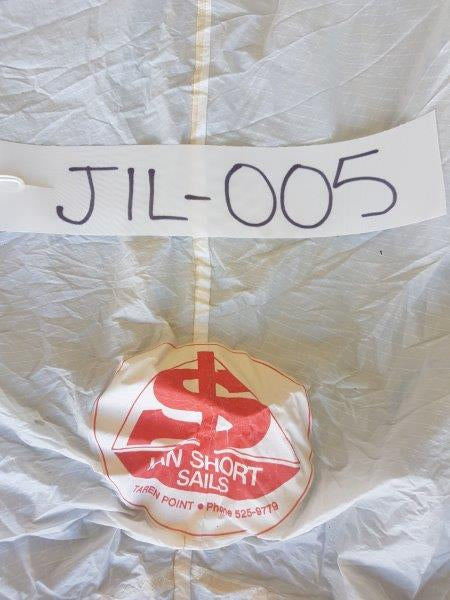 JIL-005
IAN SHORT
SAILS
TAREN POINT • Phone 525-9779